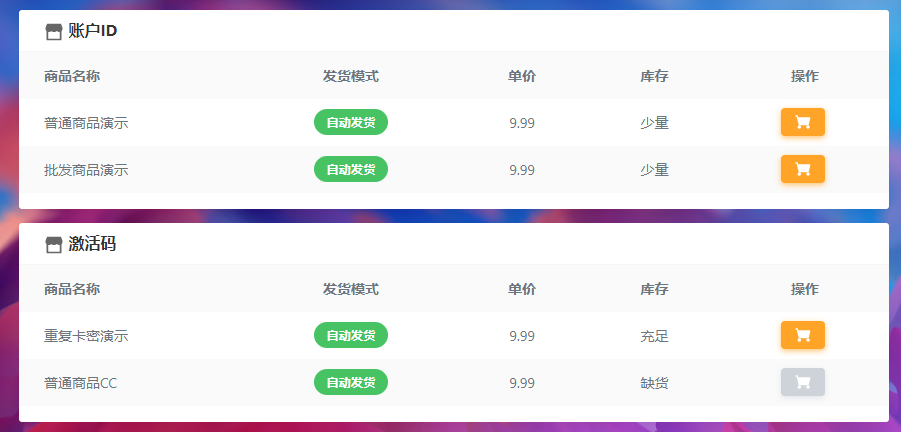 账户ID
商品名称 发货模式 单价 库存 操作
普通商品演示 自动发货 9.99 少量
批发商品演示 自动发货 9.99 少量
激活码
商品名称 发货模式 单价 库存 操作
重复卡密演示 自动发货 9.99 充足
普通商品CC 自动发货 9.99 缺货